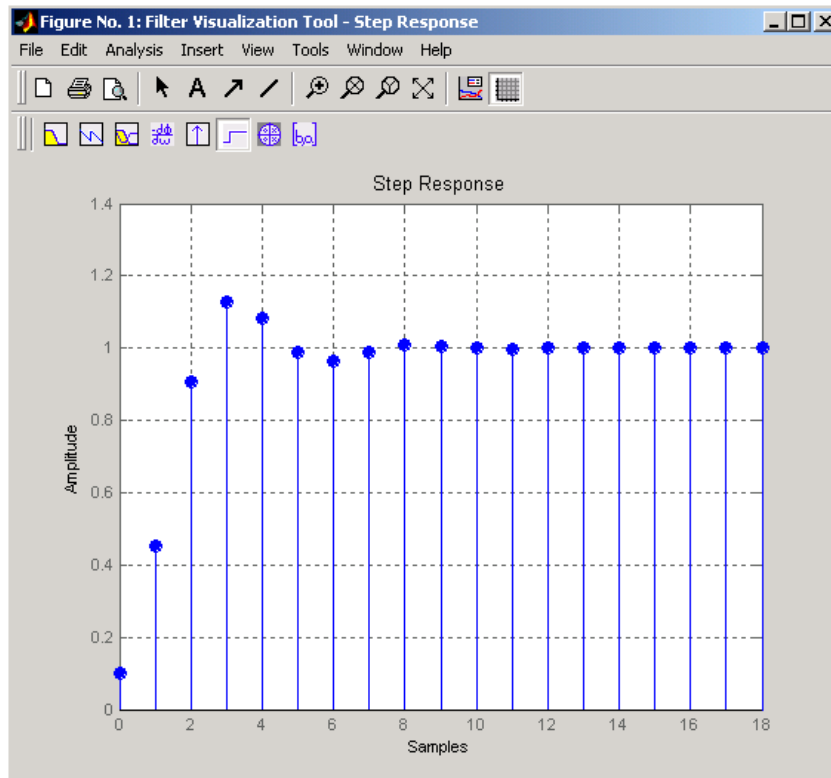 Figure No. 1: Filter Visualization Tool - Step Response
File Edit Analysis Insert View Tools Window Help
A
[b,a]
Step Response
1.4
1.2
1
0.8
0.6
0.4
0.2
0
Amplitude
0 2 4 6 8 10 12 14 16 18
Samples